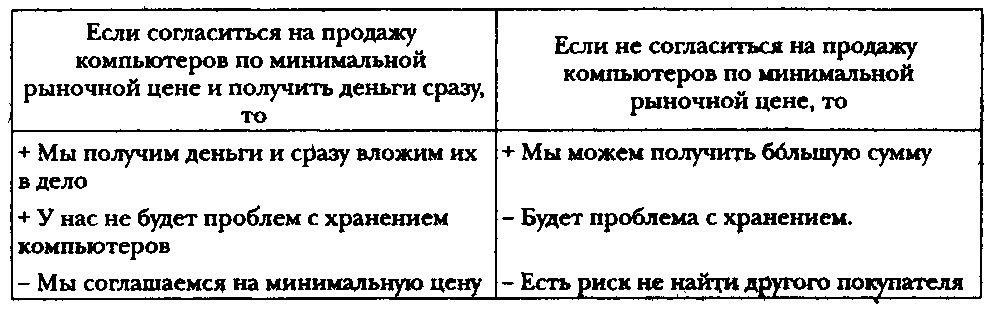 Если согласиться на продажу
компьютеров по минимальной
рыночной цене и получить деньги сразу,
то
Если не согласиться на продажу
компьютеров по минимальной
рыночной цене, то
+ Мы получим деньги и сразу вложим их
в дело
+ Мы можем получить бóльшую сумму
+ У нас не будет проблем с хранением
компьютеров
– Будет проблема с хранением.
– Мы соглашаемся на минимальную цену
– Есть риск не найти другого покупателя